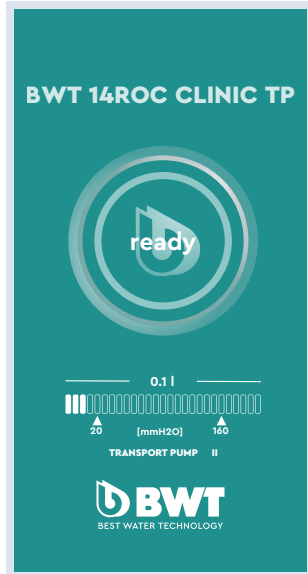 BWT 14ROC CLINIC TP
ready
0.1 l
20 [mmH2O] 160
TRANSPORT PUMP II
BWT
BEST WATER TECHNOLOGY